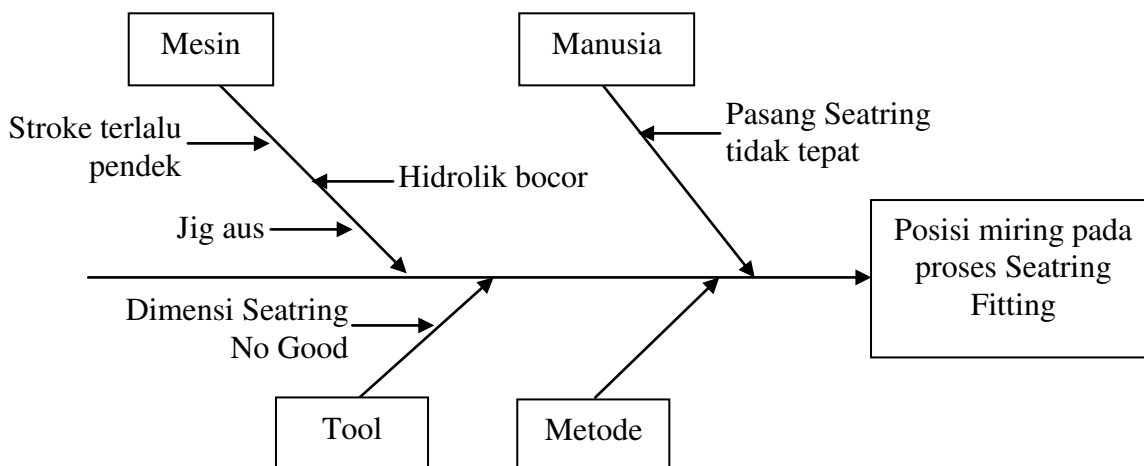 Mesin
Manusia
Stroke terlalu
pendek
Pasang Seatring
tidak tepat
Hidrolik bocor
Jig aus
Posisi miring pada
proses Seatring
Fitting
Dimensi Seatring
No Good
Tool
Metode